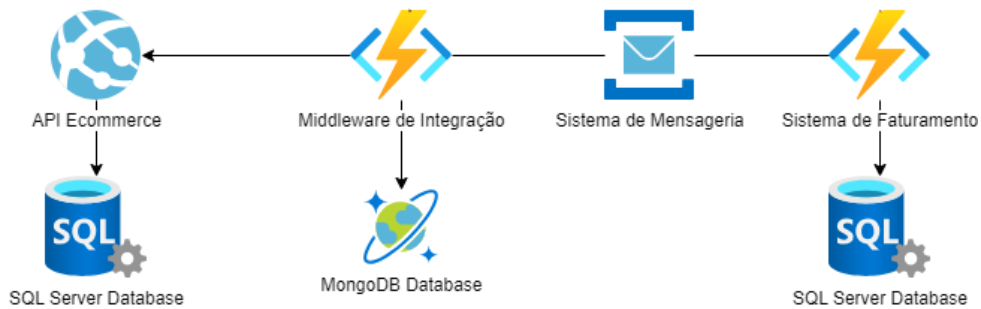 API Ecommerce
Middleware de Integração
Sistema de Mensageria
Sistema de Faturamento
SQL
SQL Server Database
MongoDB Database
SQL
SQL Server Database